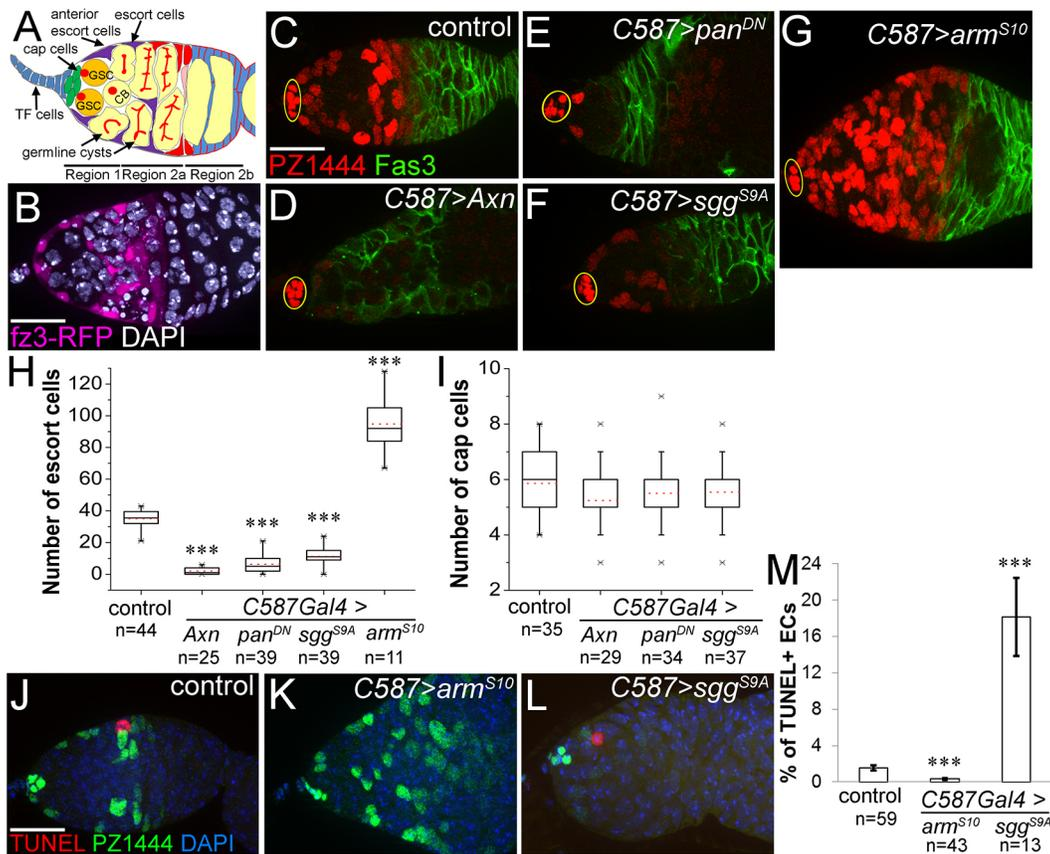 A
anterior
escort cells
escort cells
cap cells
GSC
GSC
CB
TF cells
germline cysts
Region 1 Region 2a Region 2b
B
fz3-RFP DAPI
C
control
PZ1444 Fas3
D
C587>Axn
E
C587>pan^DN
F
C587>sgg^S9A
G
C587>arm^S10
H
Number of escort cells
120
100
80
60
40
20
0
***
***
***
***
control
n=44
C587Gal4 >
Axn pan^DN sgg^S9A arm^S10
n=25 n=39 n=39 n=11
I
Number of cap cells
10
8
6
4
2
control
n=35
C587Gal4 >
Axn pan^DN sgg^S9A
n=29 n=34 n=37
J
control
TUNEL PZ1444 DAPI
K
C587>arm^S10
L
C587>sgg^S9A
M
% of TUNEL+ ECs
24
20
16
12
8
4
0
***
***
control
n=59
C587Gal4 >
arm^S10 sgg^S9A
n=43 n=13